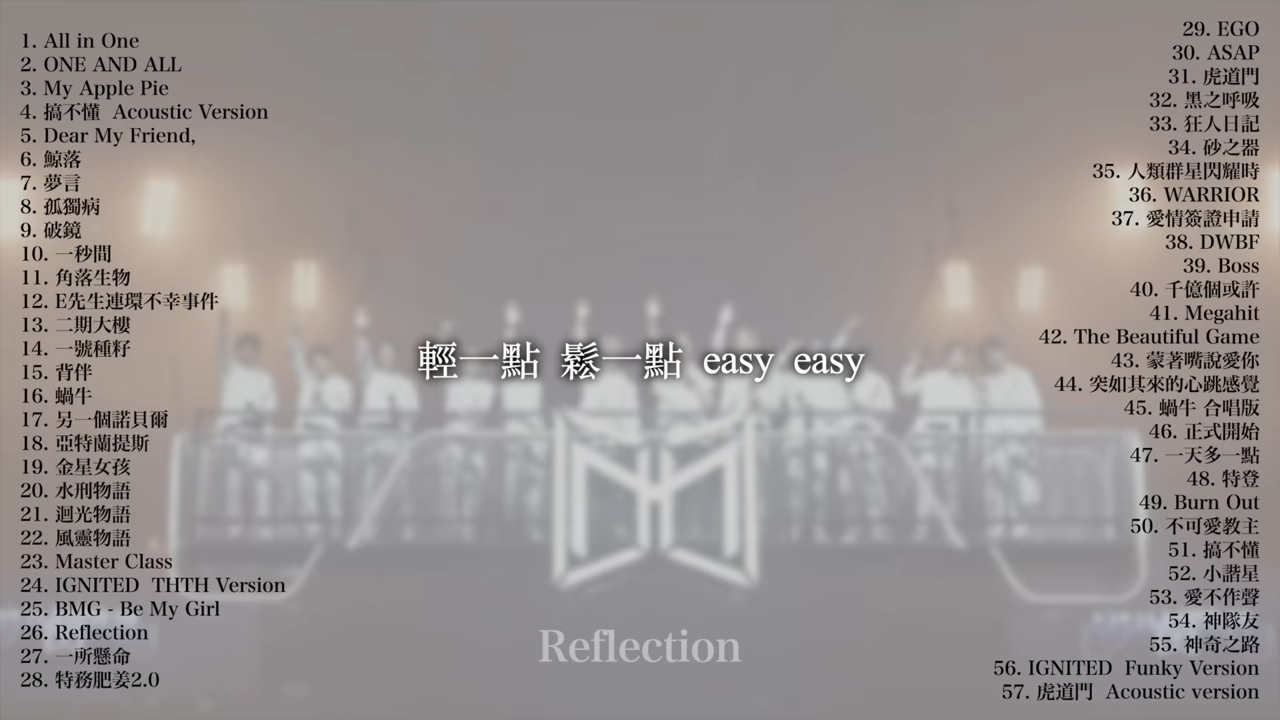 1. All in One
2. ONE AND ALL
3. My Apple Pie
4. 搞不懂  Acoustic Version
5. Dear My Friend,
6. 鯨落
7. 夢言
8. 孤獨病
9. 破鏡
10. 一秒間
11. 角落生物
12. E先生連環不幸事件
13. 二期大樓
14. 一號種籽
15. 背伴
16. 蝸牛
17. 另一個諾貝爾
18. 亞特蘭提斯
19. 金星女孩
20. 水刑物語
21. 迴光物語
22. 風靈物語
23. Master Class
24. IGNITED  THTH Version
25. BMG - Be My Girl
26. Reflection
27. 一所懸命
28. 特務肥姜2.0
輕一點 鬆一點 easy easy
Reflection
29. EGO
30. ASAP
31. 虎道門
32. 黑之呼吸
33. 狂人日記
34. 砂之器
35. 人類群星閃耀時
36. WARRIOR
37. 愛情簽證申請
38. DWBF
39. Boss
40. 千億個或許
41. Megahit
42. The Beautiful Game
43. 蒙著嘴說愛你
44. 突如其來的心跳感覺
45. 蝸牛 合唱版
46. 正式開始
47. 一天多一點
48. 特登
49. Burn Out
50. 不可愛教主
51. 搞不懂
52. 小諧星
53. 愛不作聲
54. 神隊友
55. 神奇之路
56. IGNITED  Funky Version
57. 虎道門  Acoustic version